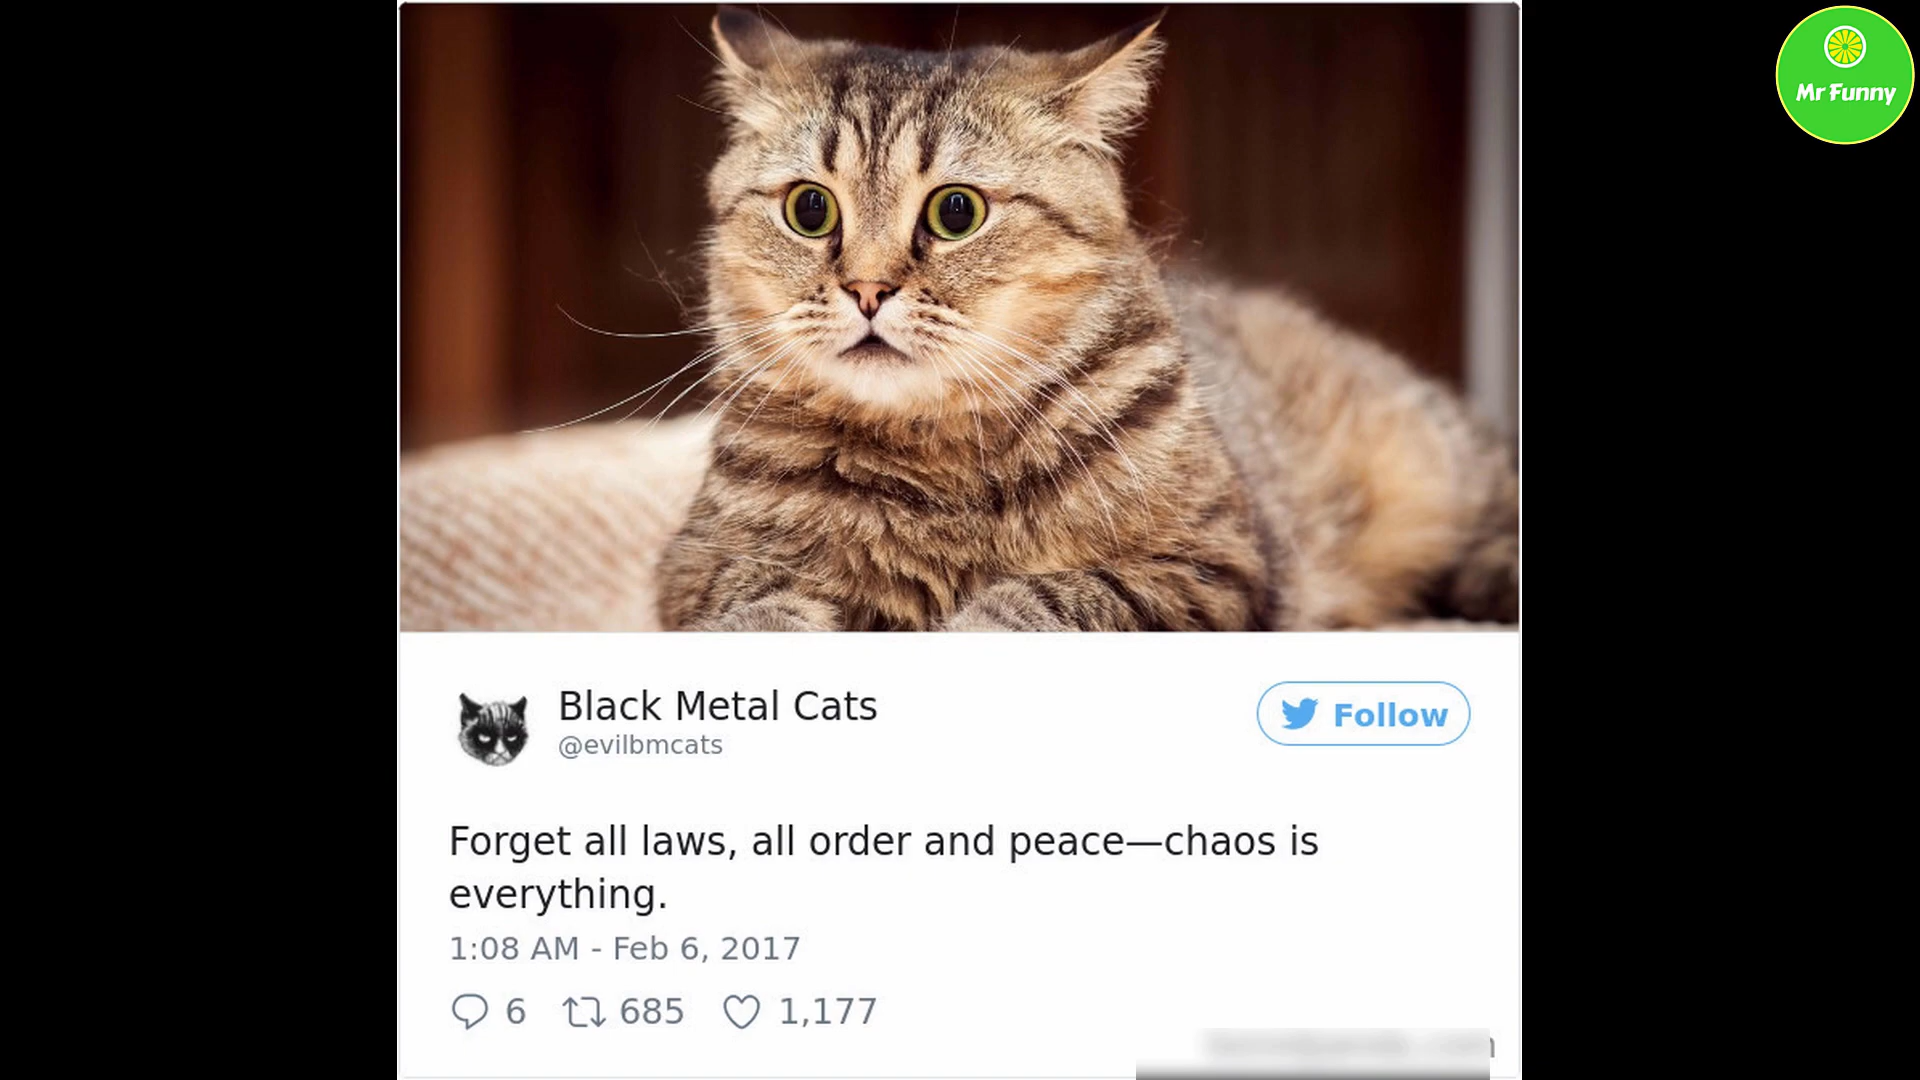 Mr Funny
Black Metal Cats
@evilbmcats
Follow
Forget all laws, all order and peace—chaos is
everything.
1:08 AM - Feb 6, 2017
6 685 1,177